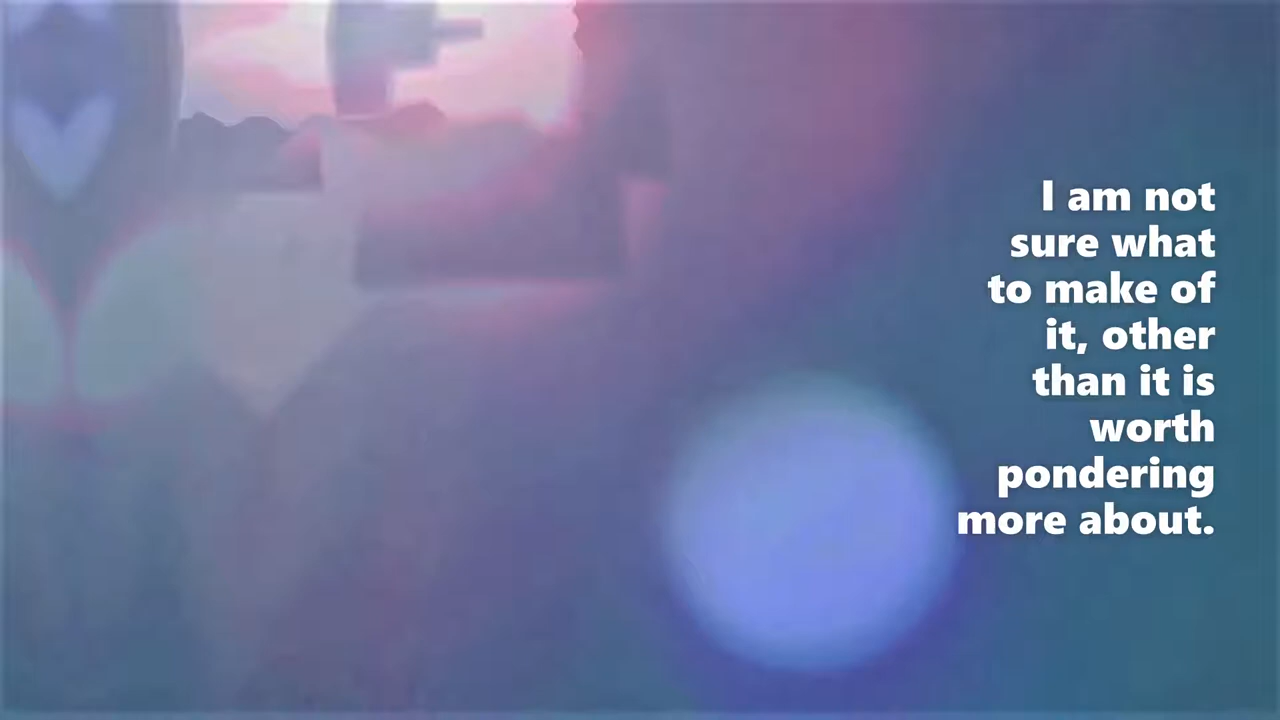 I am not
sure what
to make of
it, other
than it is
worth
pondering
more about.